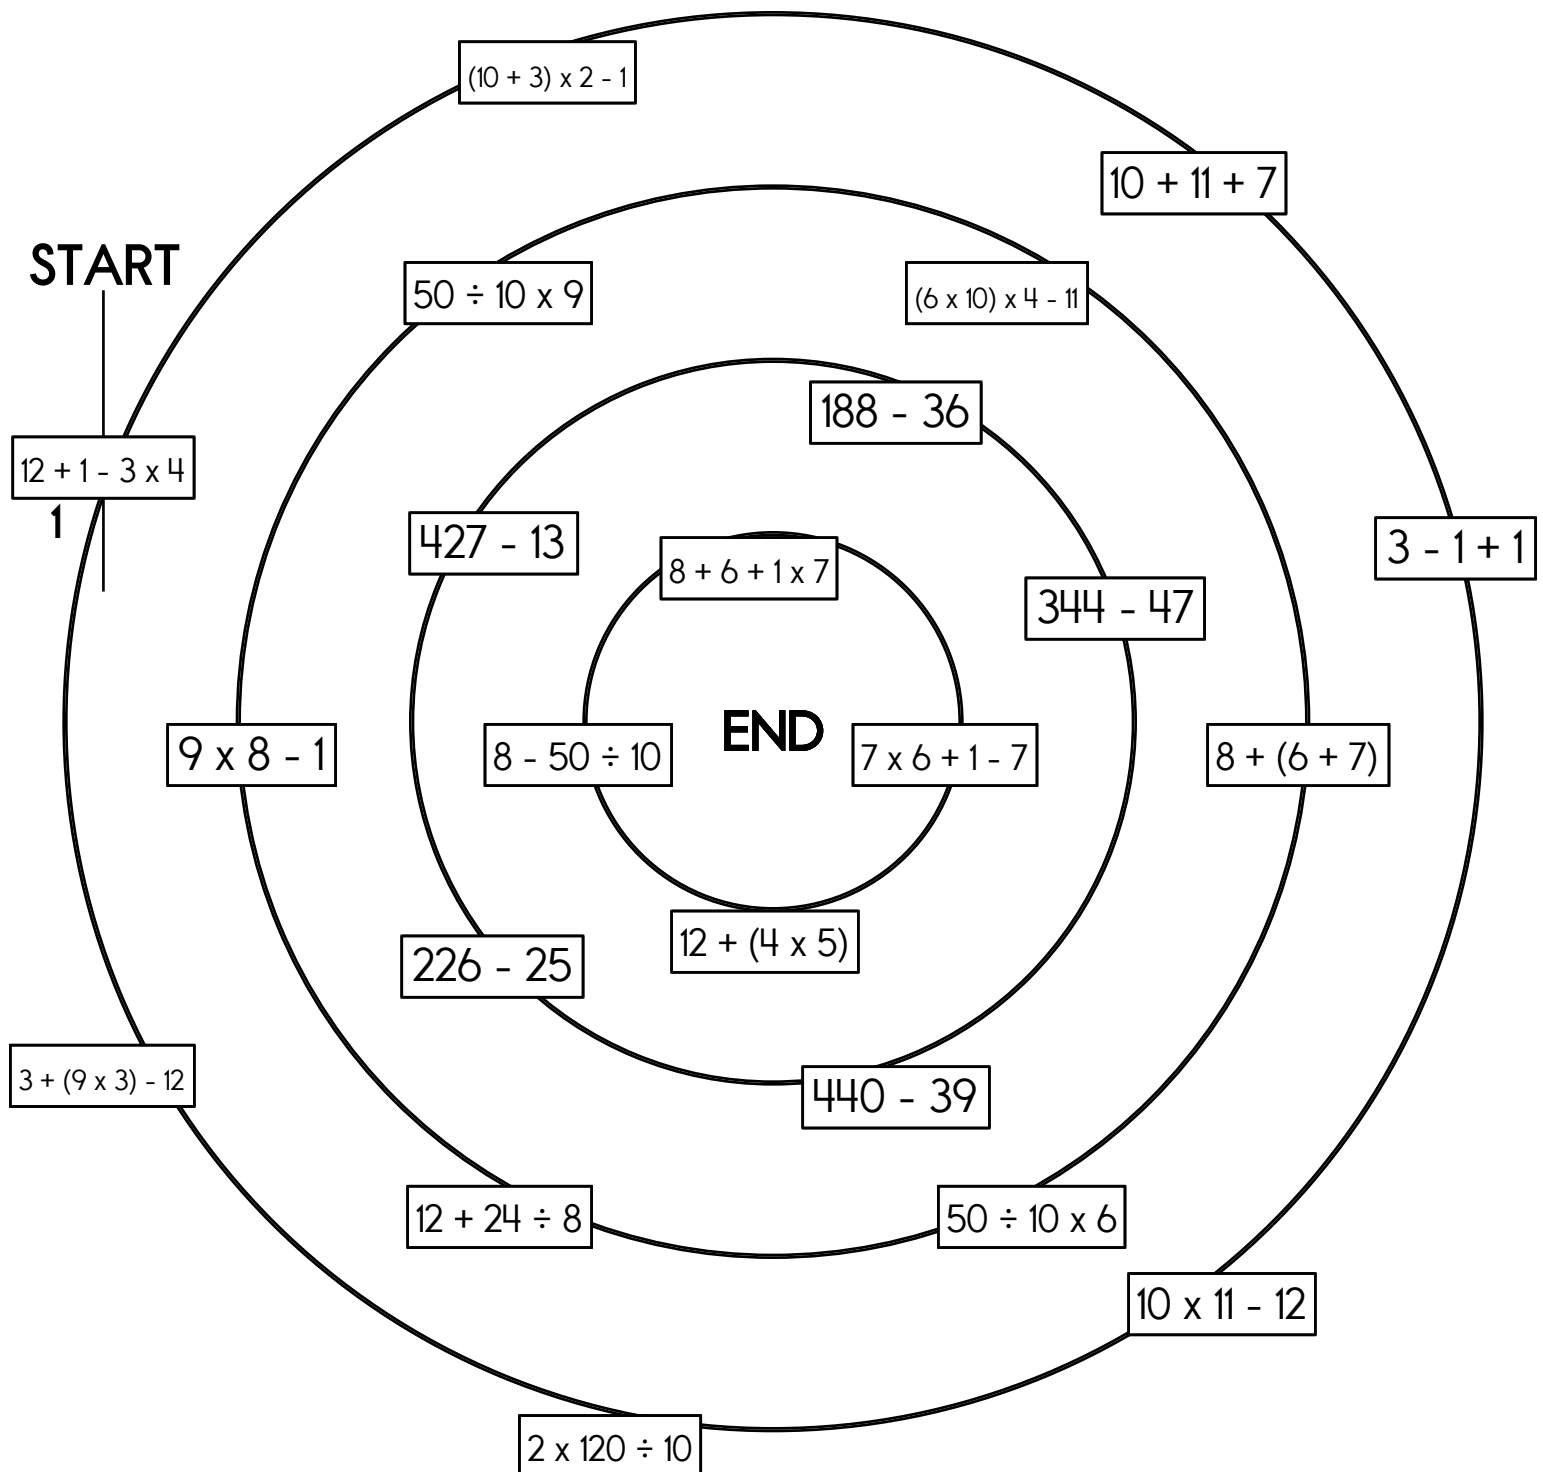 (10 + 3) x 2 - 1
10 + 11 + 7
START
50 ÷ 10 x 9
(6 x 10) x 4 - 11
188 - 36
12 + 1 - 3 x 4
1
427 - 13
3 - 1 + 1
8 + 6 + 1 x 7
344 - 47
END
9 x 8 - 1
8 - 50 ÷ 10
7 x 6 + 1 - 7
8 + (6 + 7)
12 + (4 x 5)
226 - 25
3 + (9 x 3) - 12
440 - 39
12 + 24 ÷ 8
50 ÷ 10 x 6
10 x 11 - 12
2 x 120 ÷ 10